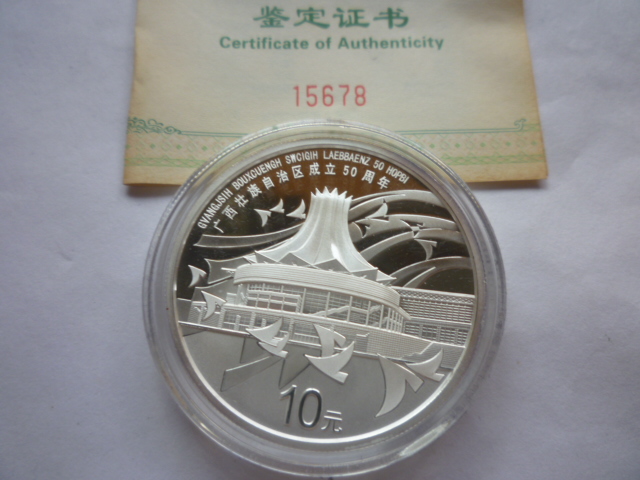 鉴定证书
Certificate of Authenticity
15678
GVANGJSIH BOUXCUENGH SWCIGIH LAEBBAENZ 50 HOPBI
广西壮族自治区成立50周年
10元